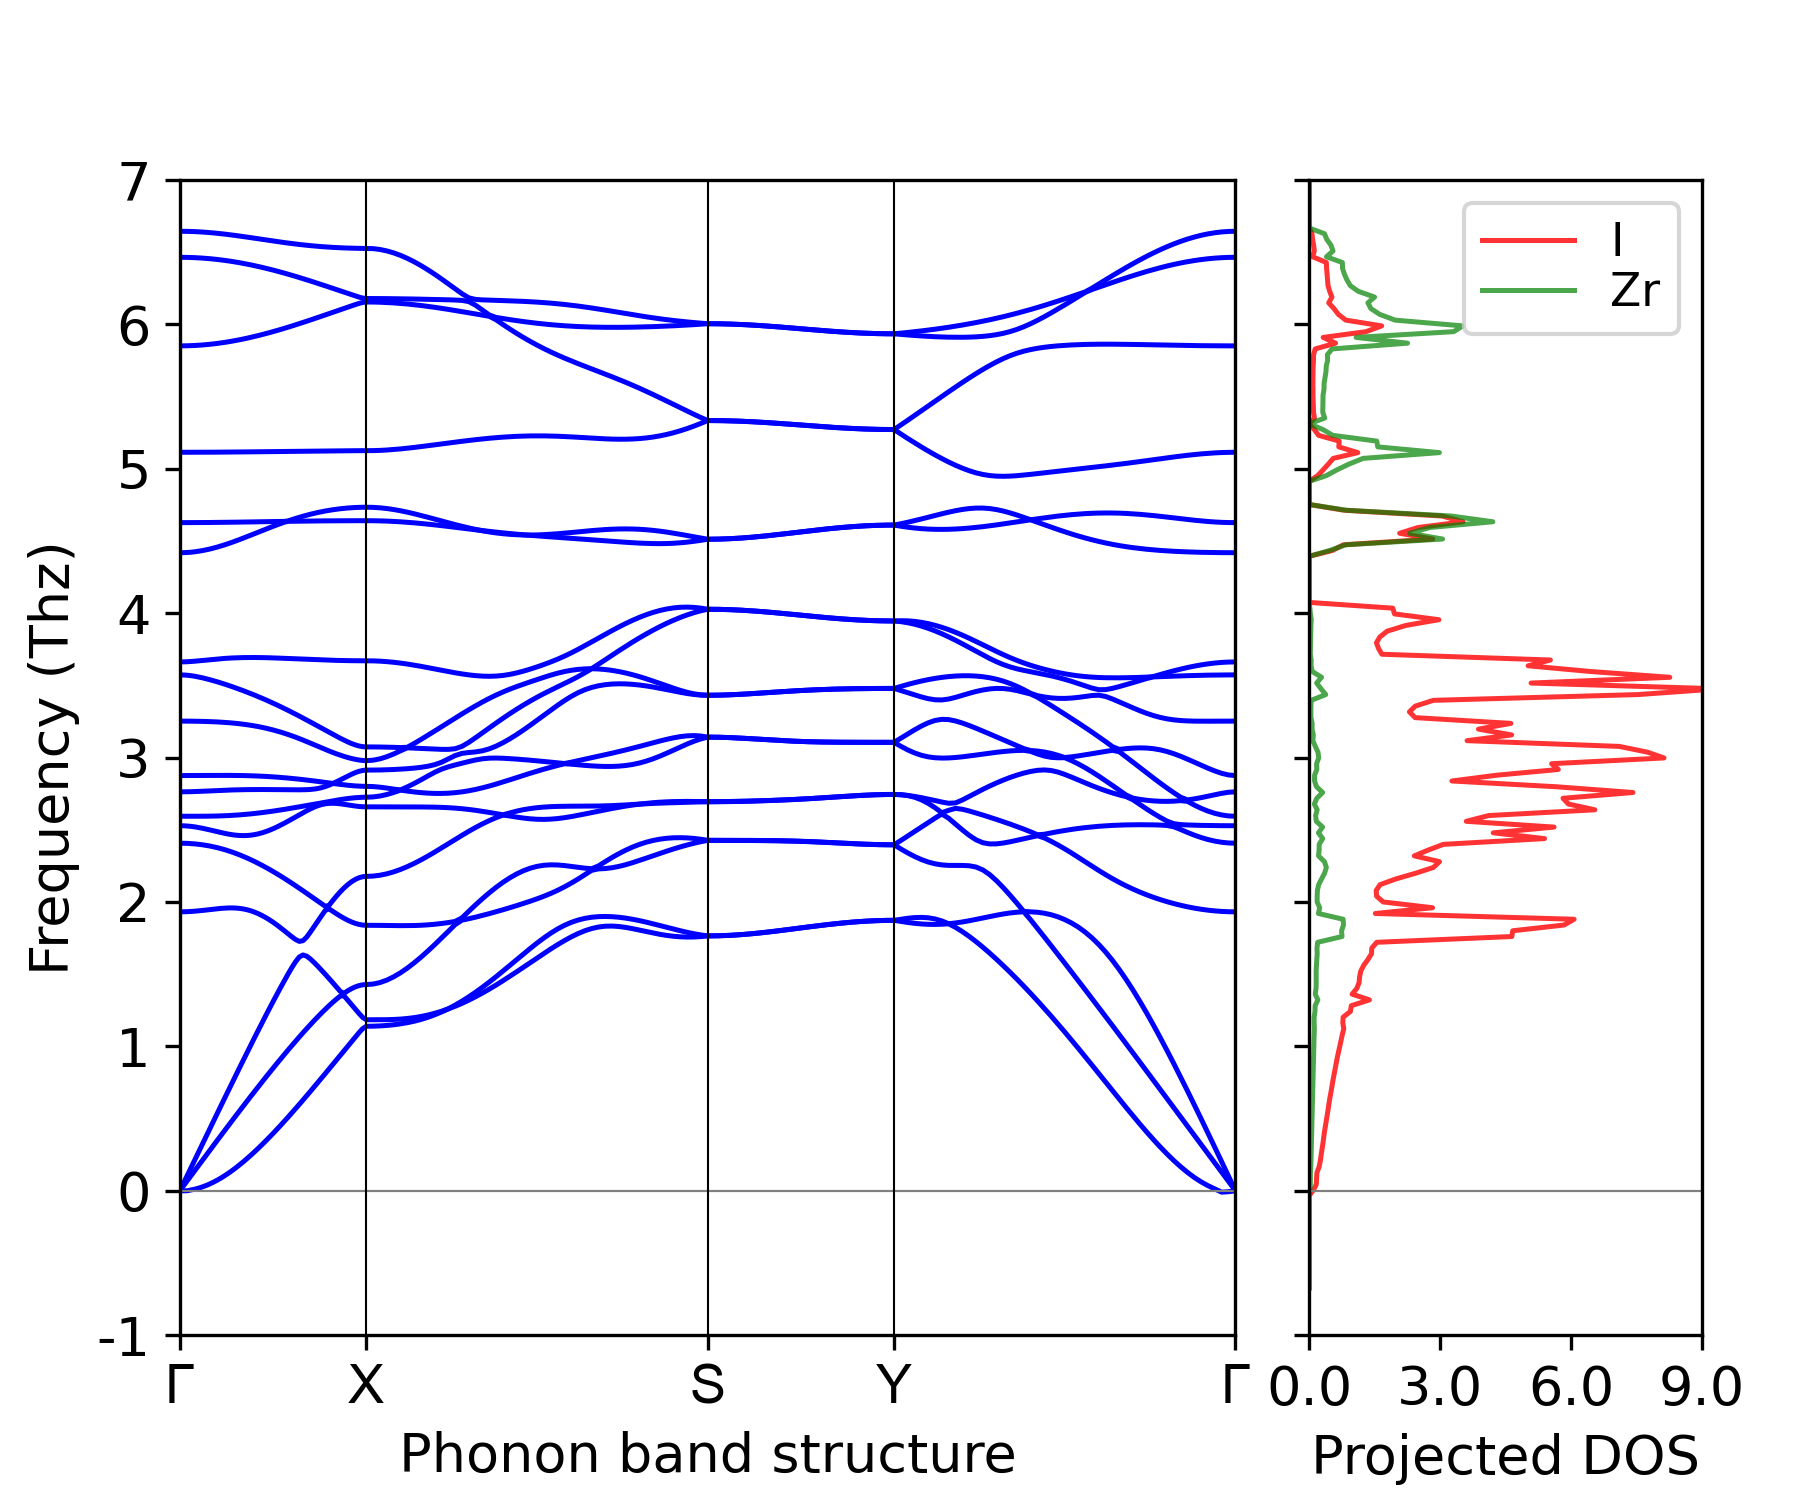 7
6
5
4
3
2
1
0
-1
Frequency (Thz)
Γ X S Y Γ
Phonon band structure
I
Zr
0.0 3.0 6.0 9.0
Projected DOS